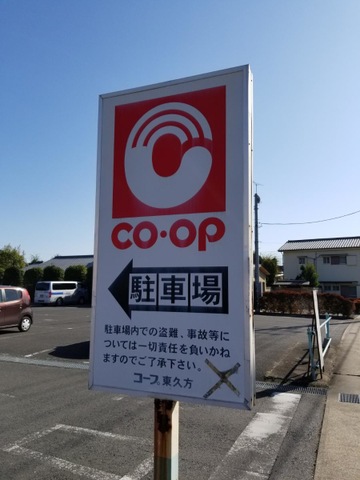 co·op
駐車場
駐車場内での盗難、事故等に
ついては一切責任を負いかね
ますのでご了承下さい。
コープ東久方